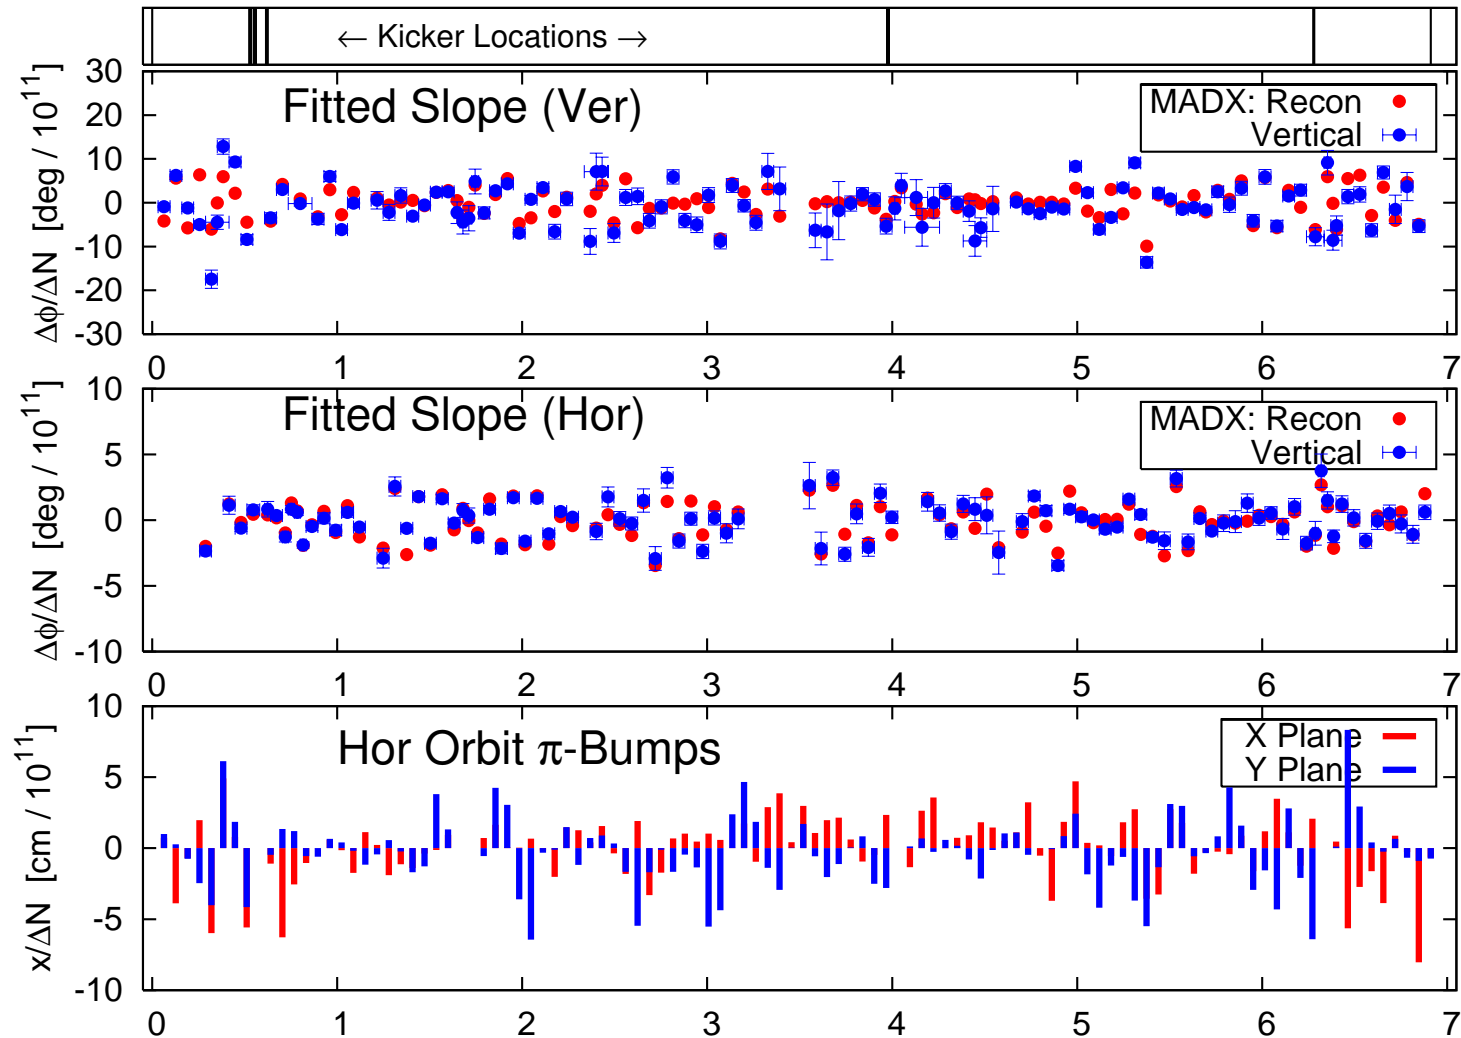 ← Kicker Locations →
Fitted Slope (Ver)
MADX: Recon
Vertical
Δϕ/ΔN [deg / 10^11]
30
20
10
0
-10
-20
-30
0 1 2 3 4 5 6 7
Fitted Slope (Hor)
MADX: Recon
Vertical
Δϕ/ΔN [deg / 10^11]
10
5
0
-5
-10
0 1 2 3 4 5 6 7
Hor Orbit π-Bumps
X Plane
Y Plane
x/ΔN [cm / 10^11]
10
5
0
-5
-10
0 1 2 3 4 5 6 7